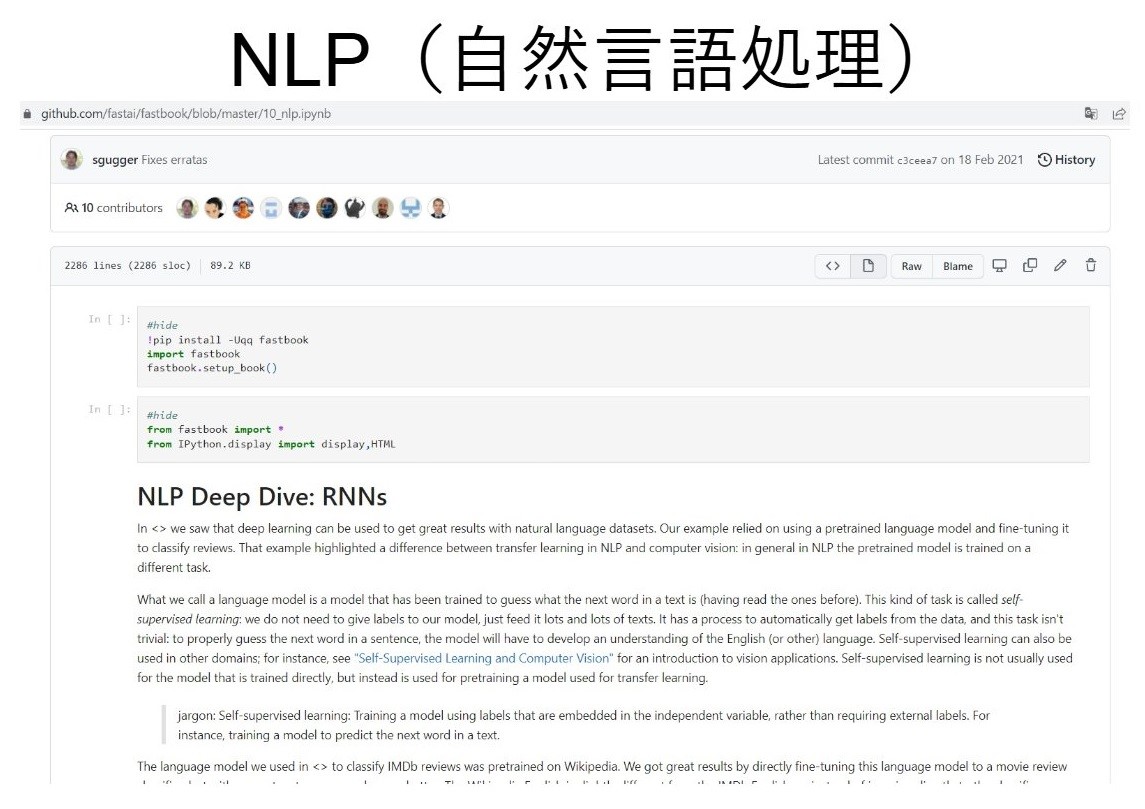 NLP（自然言語処理）
github.com/fastai/fastbook/blob/master/10_nlp.ipynb
sgugger Fixes erratas
Latest commit c3ceea7 on 18 Feb 2021 History
10 contributors
2286 lines (2286 sloc) 89.2 KB
Raw Blame
In [ ]:
#hide
!pip install -Uqq fastbook
import fastbook
fastbook.setup_book()
In [ ]:
#hide
from fastbook import *
from IPython.display import display,HTML
NLP Deep Dive: RNNs
In <> we saw that deep learning can be used to get great results with natural language datasets. Our example relied on using a pretrained language model and fine-tuning it
to classify reviews. That example highlighted a difference between transfer learning in NLP and computer vision: in general in NLP the pretrained model is trained on a
different task.
What we call a language model is a model that has been trained to guess what the next word in a text is (having read the ones before). This kind of task is called self-
supervised learning: we do not need to give labels to our model, just feed it lots and lots of texts. It has a process to automatically get labels from the data, and this task isn't
trivial: to properly guess the next word in a sentence, the model will have to develop an understanding of the English (or other) language. Self-supervised learning can also be
used in other domains; for instance, see "Self-Supervised Learning and Computer Vision" for an introduction to vision applications. Self-supervised learning is not usually used
for the model that is trained directly, but instead is used for pretraining a model used for transfer learning.
jargon: Self-supervised learning: Training a model using labels that are embedded in the independent variable, rather than requiring external labels. For
instance, training a model to predict the next word in a text.
The language model we used in <> to classify IMDb reviews was pretrained on Wikipedia. We got great results by directly fine-tuning this language model to a movie review